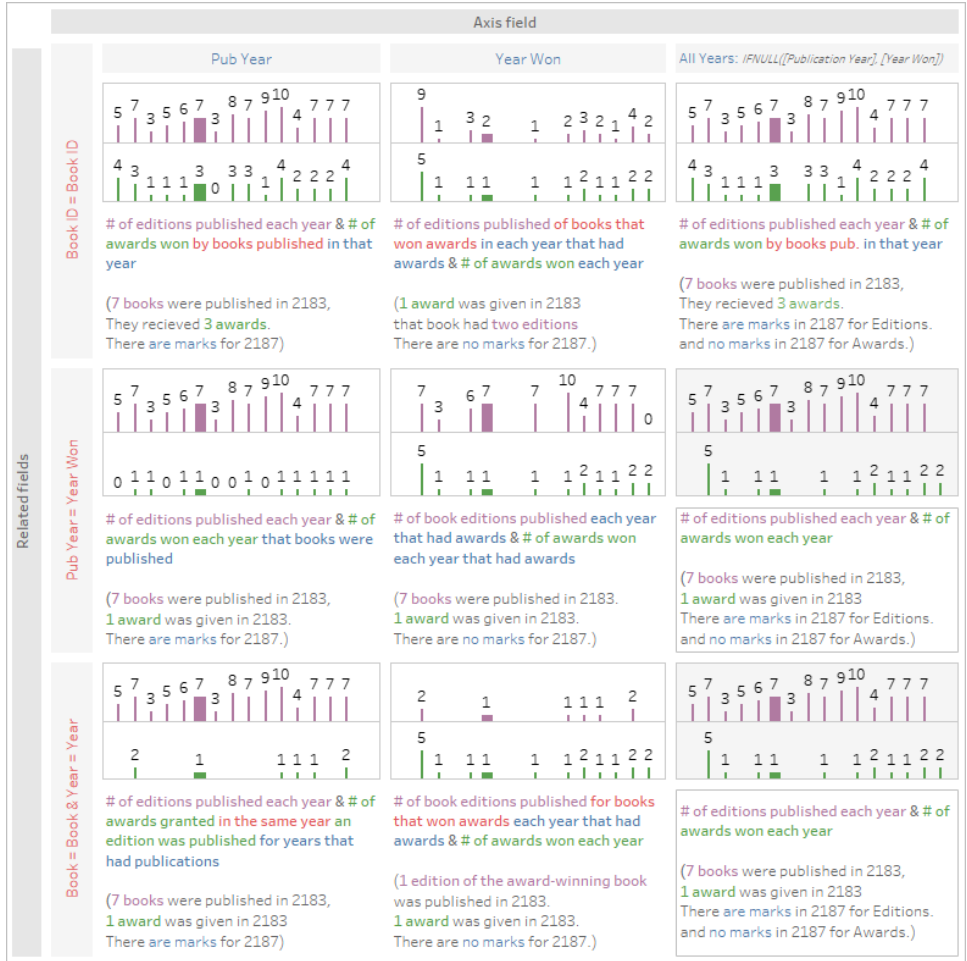 Axis field
Related fields
Pub Year
Year Won
All Years: IFNULL([Publication Year], [Year Won])
Book ID = Book ID
5 7 3 5 6 7 3 8 7 9 10 4 7 7 7
4 3 1 1 1 3 0 3 3 1 4 2 2 2 4
# of editions published each year & # of
awards won by books published in that
year
(7 books were published in 2183,
They recieved 3 awards.
There are marks for 2187)
9 1 3 2 1 2 3 2 1 4 2
5 1 1 1 1 1 2 1 1 2 2
# of editions published of books that
won awards in each year that had
awards & # of awards won each year
(1 award was given in 2183
that book had two editions
There are no marks for 2187.)
5 7 3 5 6 7 3 8 7 9 10 4 7 7 7
4 3 1 1 1 3 3 3 1 4 2 2 2 4
# of editions published each year & # of
awards won by books pub. in that year
(7 books were published in 2183,
They recieved 3 awards.
There are marks in 2187 for Editions.
and no marks in 2187 for Awards.)
Pub Year = Year Won
5 7 3 5 6 7 3 8 7 9 10 4 7 7 7
0 1 1 0 1 1 0 0 1 0 1 1 1 1 1
# of editions published each year & # of
awards won each year that books were
published
(7 books were published in 2183,
1 award was given in 2183.
There are marks for 2187.)
7 3 6 7 7 10 4 7 7 7 0
5 1 1 1 1 1 2 1 1 2 2
# of book editions published each year
that had awards & # of awards won
each year that had awards
(7 books were published in 2183.
1 award was given in 2183.
There are no marks for 2187.)
5 7 3 5 6 7 3 8 7 9 10 4 7 7 7
5 1 1 1 1 1 2 1 1 2 2
# of editions published each year & # of
awards won each year
(7 books were published in 2183,
1 award was given in 2183
There are marks in 2187 for Editions.
and no marks in 2187 for Awards.)
Book = Book & Year = Year
5 7 3 5 6 7 3 8 7 9 10 4 7 7 7
2 1 1 1 1 2
# of editions published each year & # of
awards granted in the same year an
edition was published for years that
had publications
(7 books were published in 2183,
1 award was given in 2183
There are marks for 2187)
2 1 1 1 1 2
5 1 1 1 1 1 2 1 1 2 2
# of book editions published for books
that won awards each year that had
awards & # of awards won each year
(1 edition of the award-winning book
was published in 2183.
1 award was given in 2183.
There are no marks for 2187.)
5 7 3 5 6 7 3 8 7 9 10 4 7 7 7
5 1 1 1 1 1 2 1 1 2 2
# of editions published each year & # of
awards won each year
(7 books were published in 2183,
1 award was given in 2183
There are marks in 2187 for Editions.
and no marks in 2187 for Awards.)